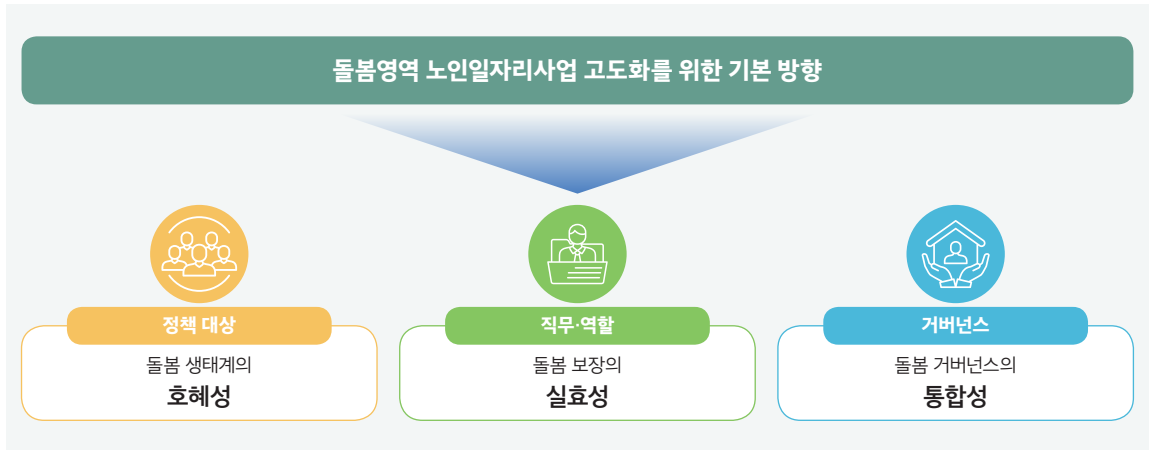 돌봄영역 노인일자리사업 고도화를 위한 기본 방향
정책 대상
돌봄 생태계의
호혜성
직무·역할
돌봄 보장의
실효성
거버넌스
돌봄 거버넌스의
통합성